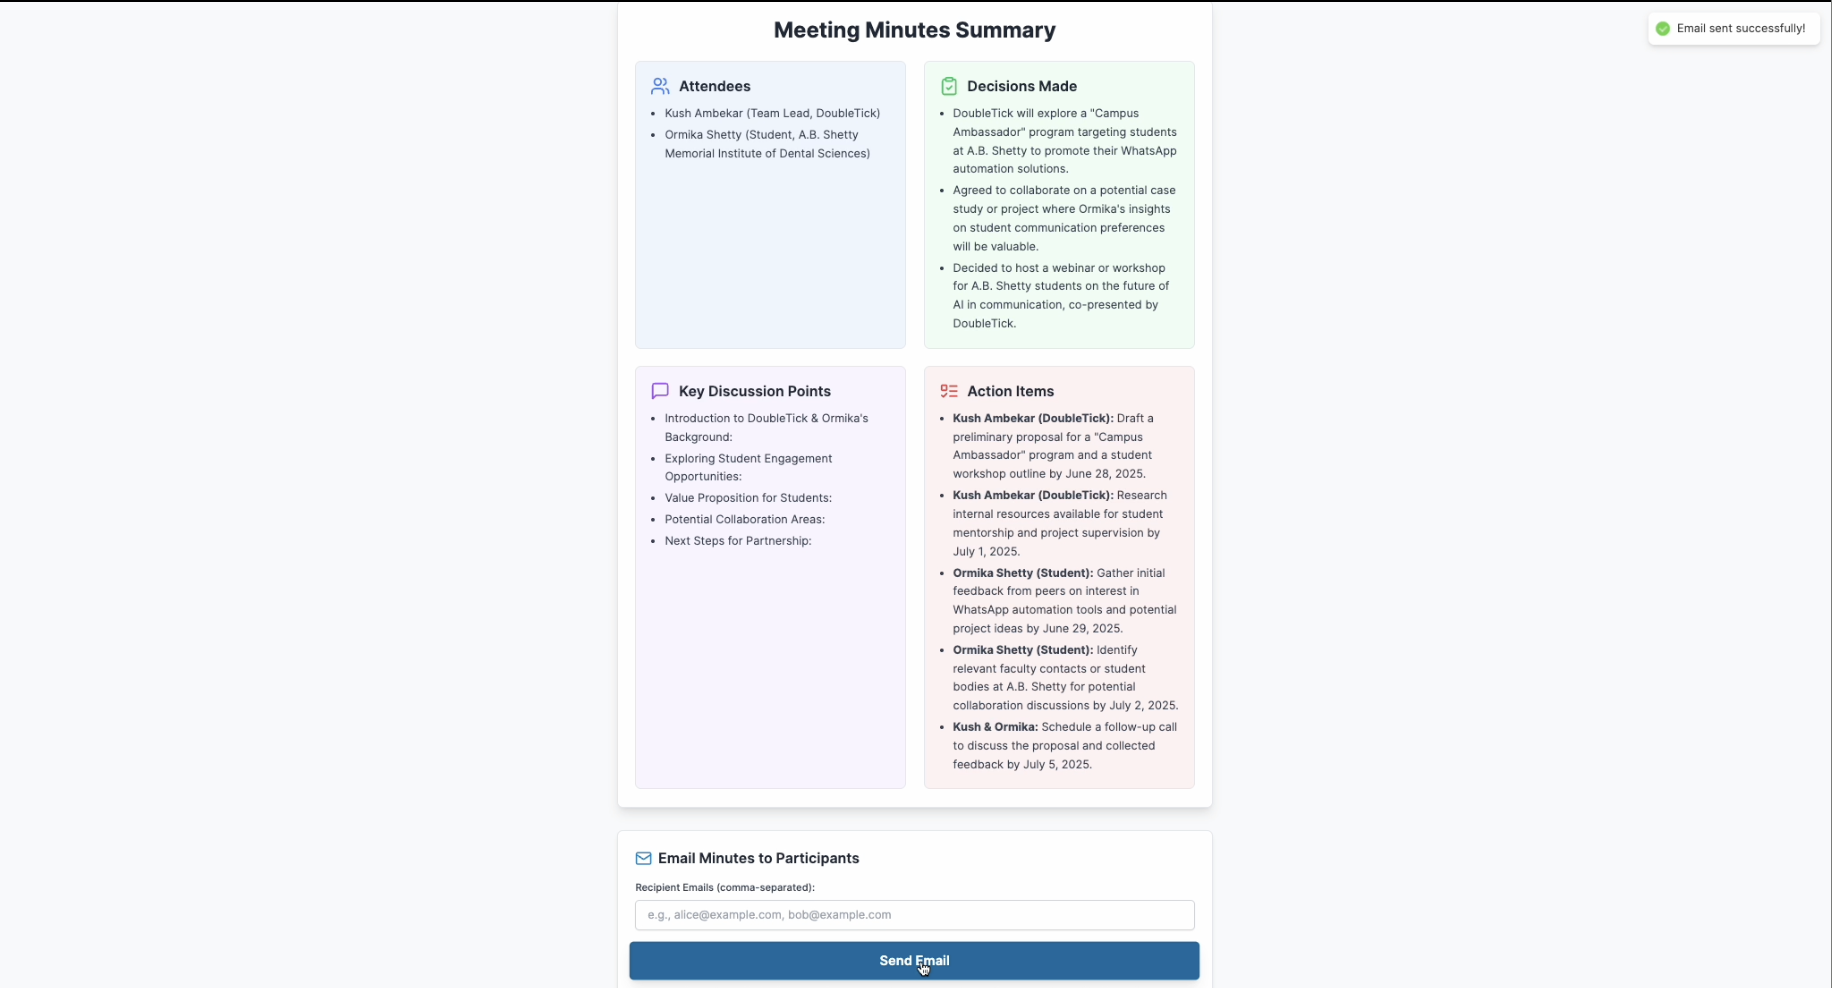 Meeting Minutes Summary
Email sent successfully!
Attendees
Kush Ambekar (Team Lead, DoubleTick)
Ormika Shetty (Student, A.B. Shetty
Memorial Institute of Dental Sciences)
Decisions Made
DoubleTick will explore a "Campus
Ambassador" program targeting students
at A.B. Shetty to promote their WhatsApp
automation solutions.
Agreed to collaborate on a potential case
study or project where Ormika's insights
on student communication preferences
will be valuable.
Decided to host a webinar or workshop
for A.B. Shetty students on the future of
AI in communication, co-presented by
DoubleTick.
Key Discussion Points
Introduction to DoubleTick & Ormika's
Background:
Exploring Student Engagement
Opportunities:
Value Proposition for Students:
Potential Collaboration Areas:
Next Steps for Partnership:
Action Items
Kush Ambekar (DoubleTick): Draft a
preliminary proposal for a "Campus
Ambassador" program and a student
workshop outline by June 28, 2025.
Kush Ambekar (DoubleTick): Research
internal resources available for student
mentorship and project supervision by
July 1, 2025.
Ormika Shetty (Student): Gather initial
feedback from peers on interest in
WhatsApp automation tools and potential
project ideas by June 29, 2025.
Ormika Shetty (Student): Identify
relevant faculty contacts or student
bodies at A.B. Shetty for potential
collaboration discussions by July 2, 2025.
Kush & Ormika: Schedule a follow-up call
to discuss the proposal and collected
feedback by July 5, 2025.
Email Minutes to Participants
Recipient Emails (comma-separated):
e.g., alice@example.com, bob@example.com
Send Email